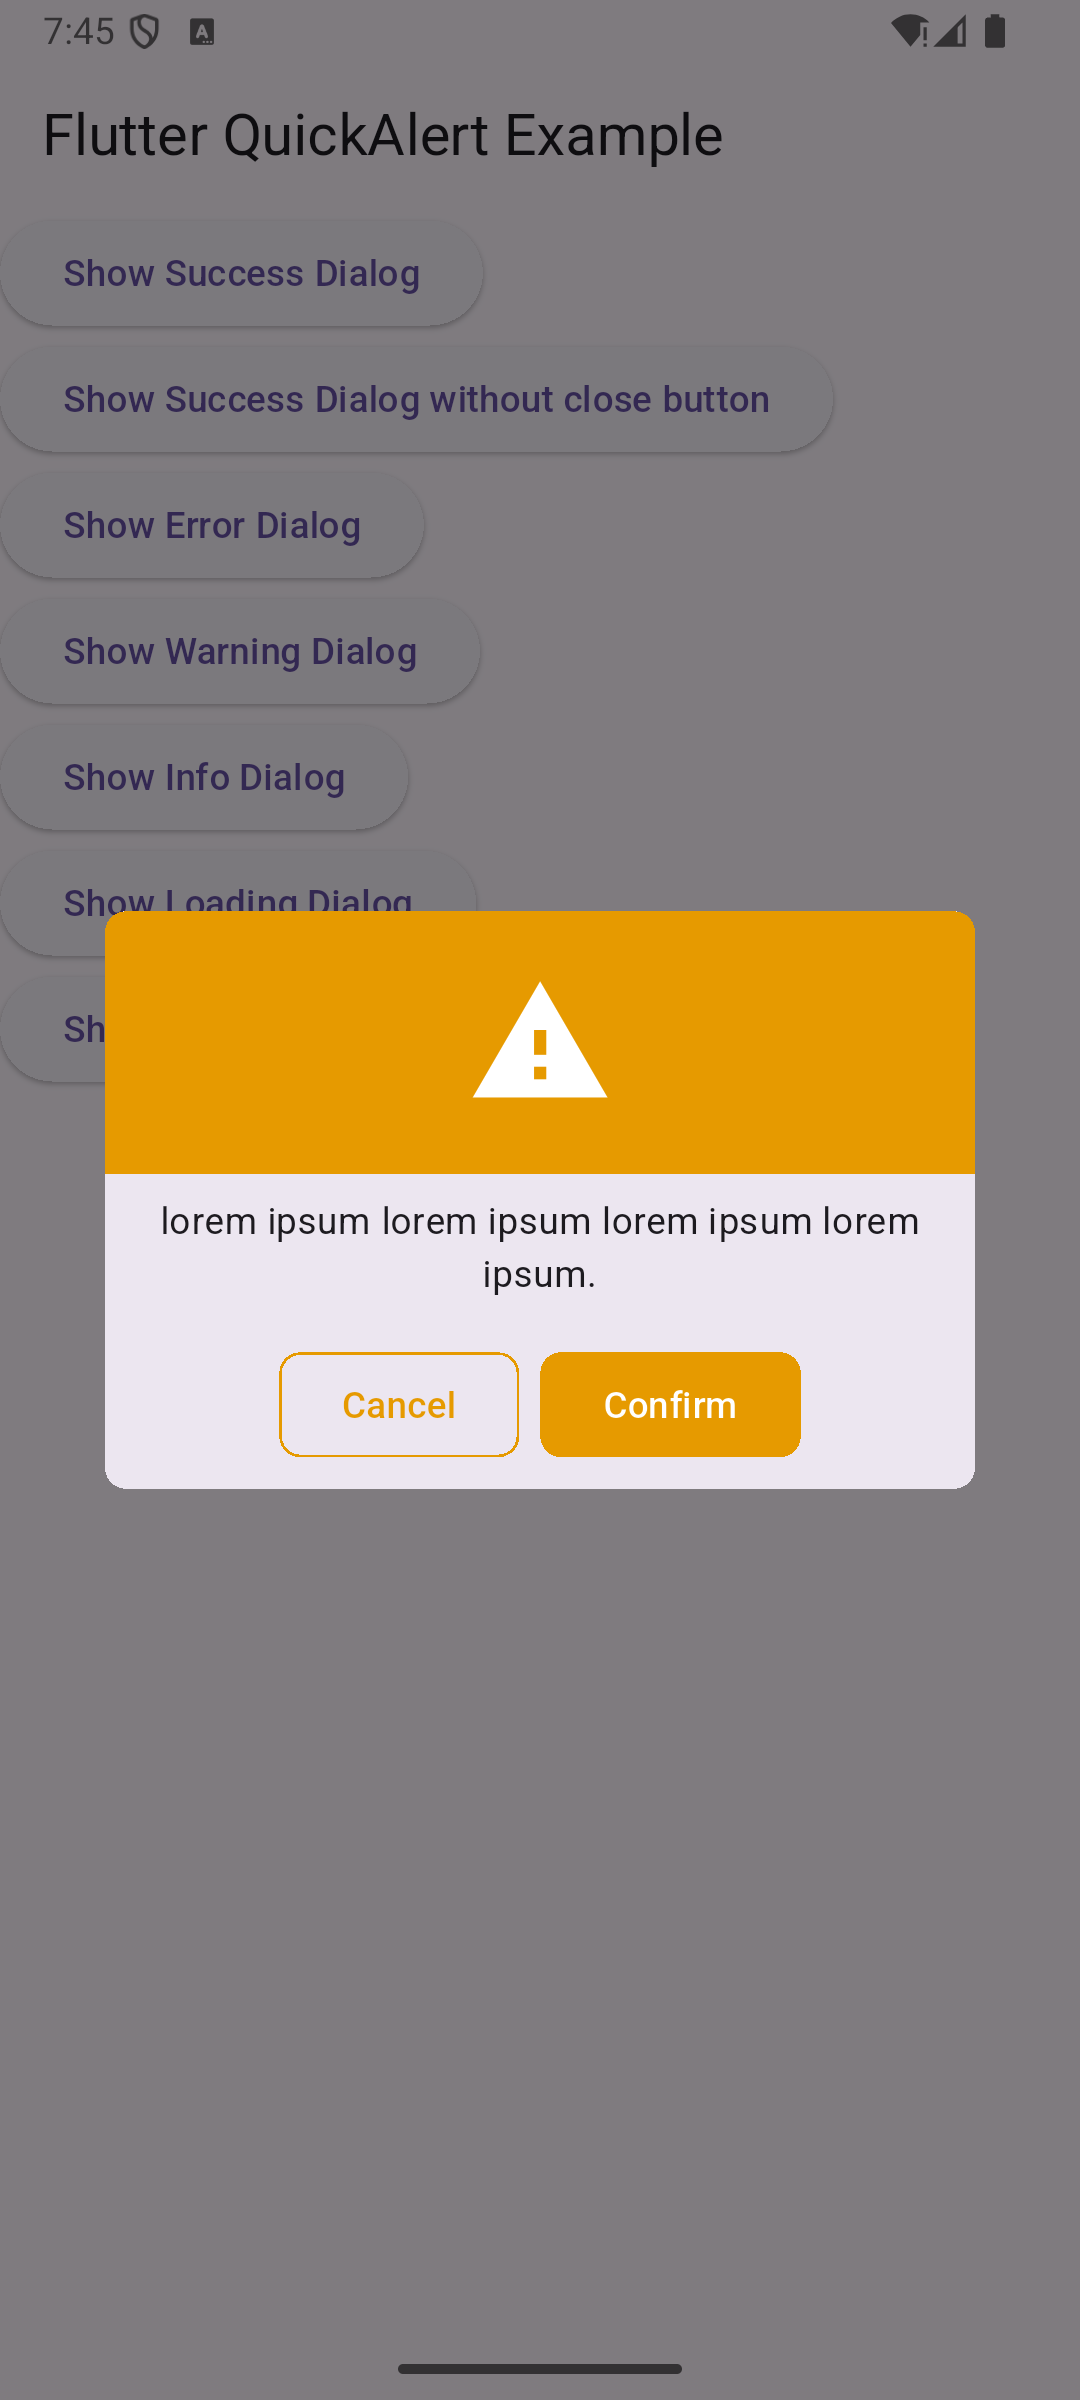 7:45
Flutter QuickAlert Example
Show Success Dialog
Show Success Dialog without close button
Show Error Dialog
Show Warning Dialog
Show Info Dialog
Show Loading Dialog
Sh
lorem ipsum lorem ipsum lorem ipsum lorem
ipsum.
Cancel
Confirm